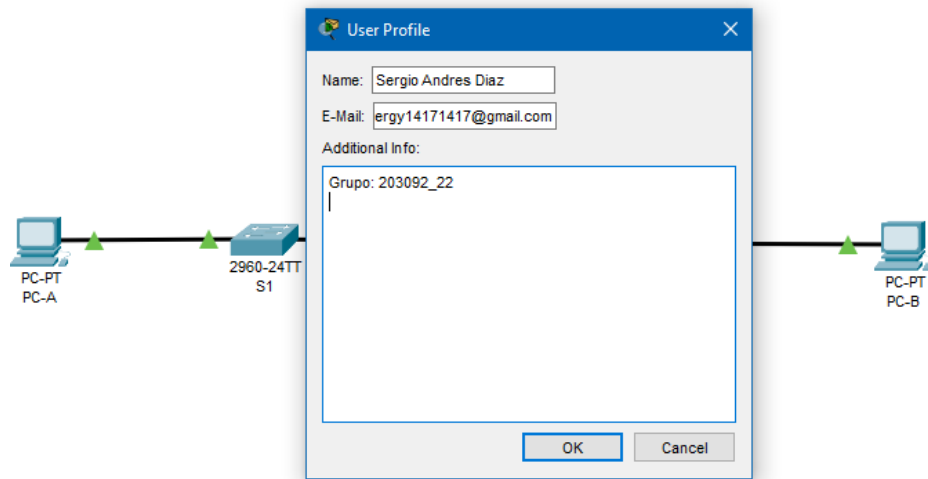 User Profile
Name: Sergio Andres Diaz
E-Mail: ergy14171417@gmail.com
Additional Info:
Grupo: 203092_22
PC-PT
PC-A
2960-24TT
S1
PC-PT
PC-B
OK Cancel